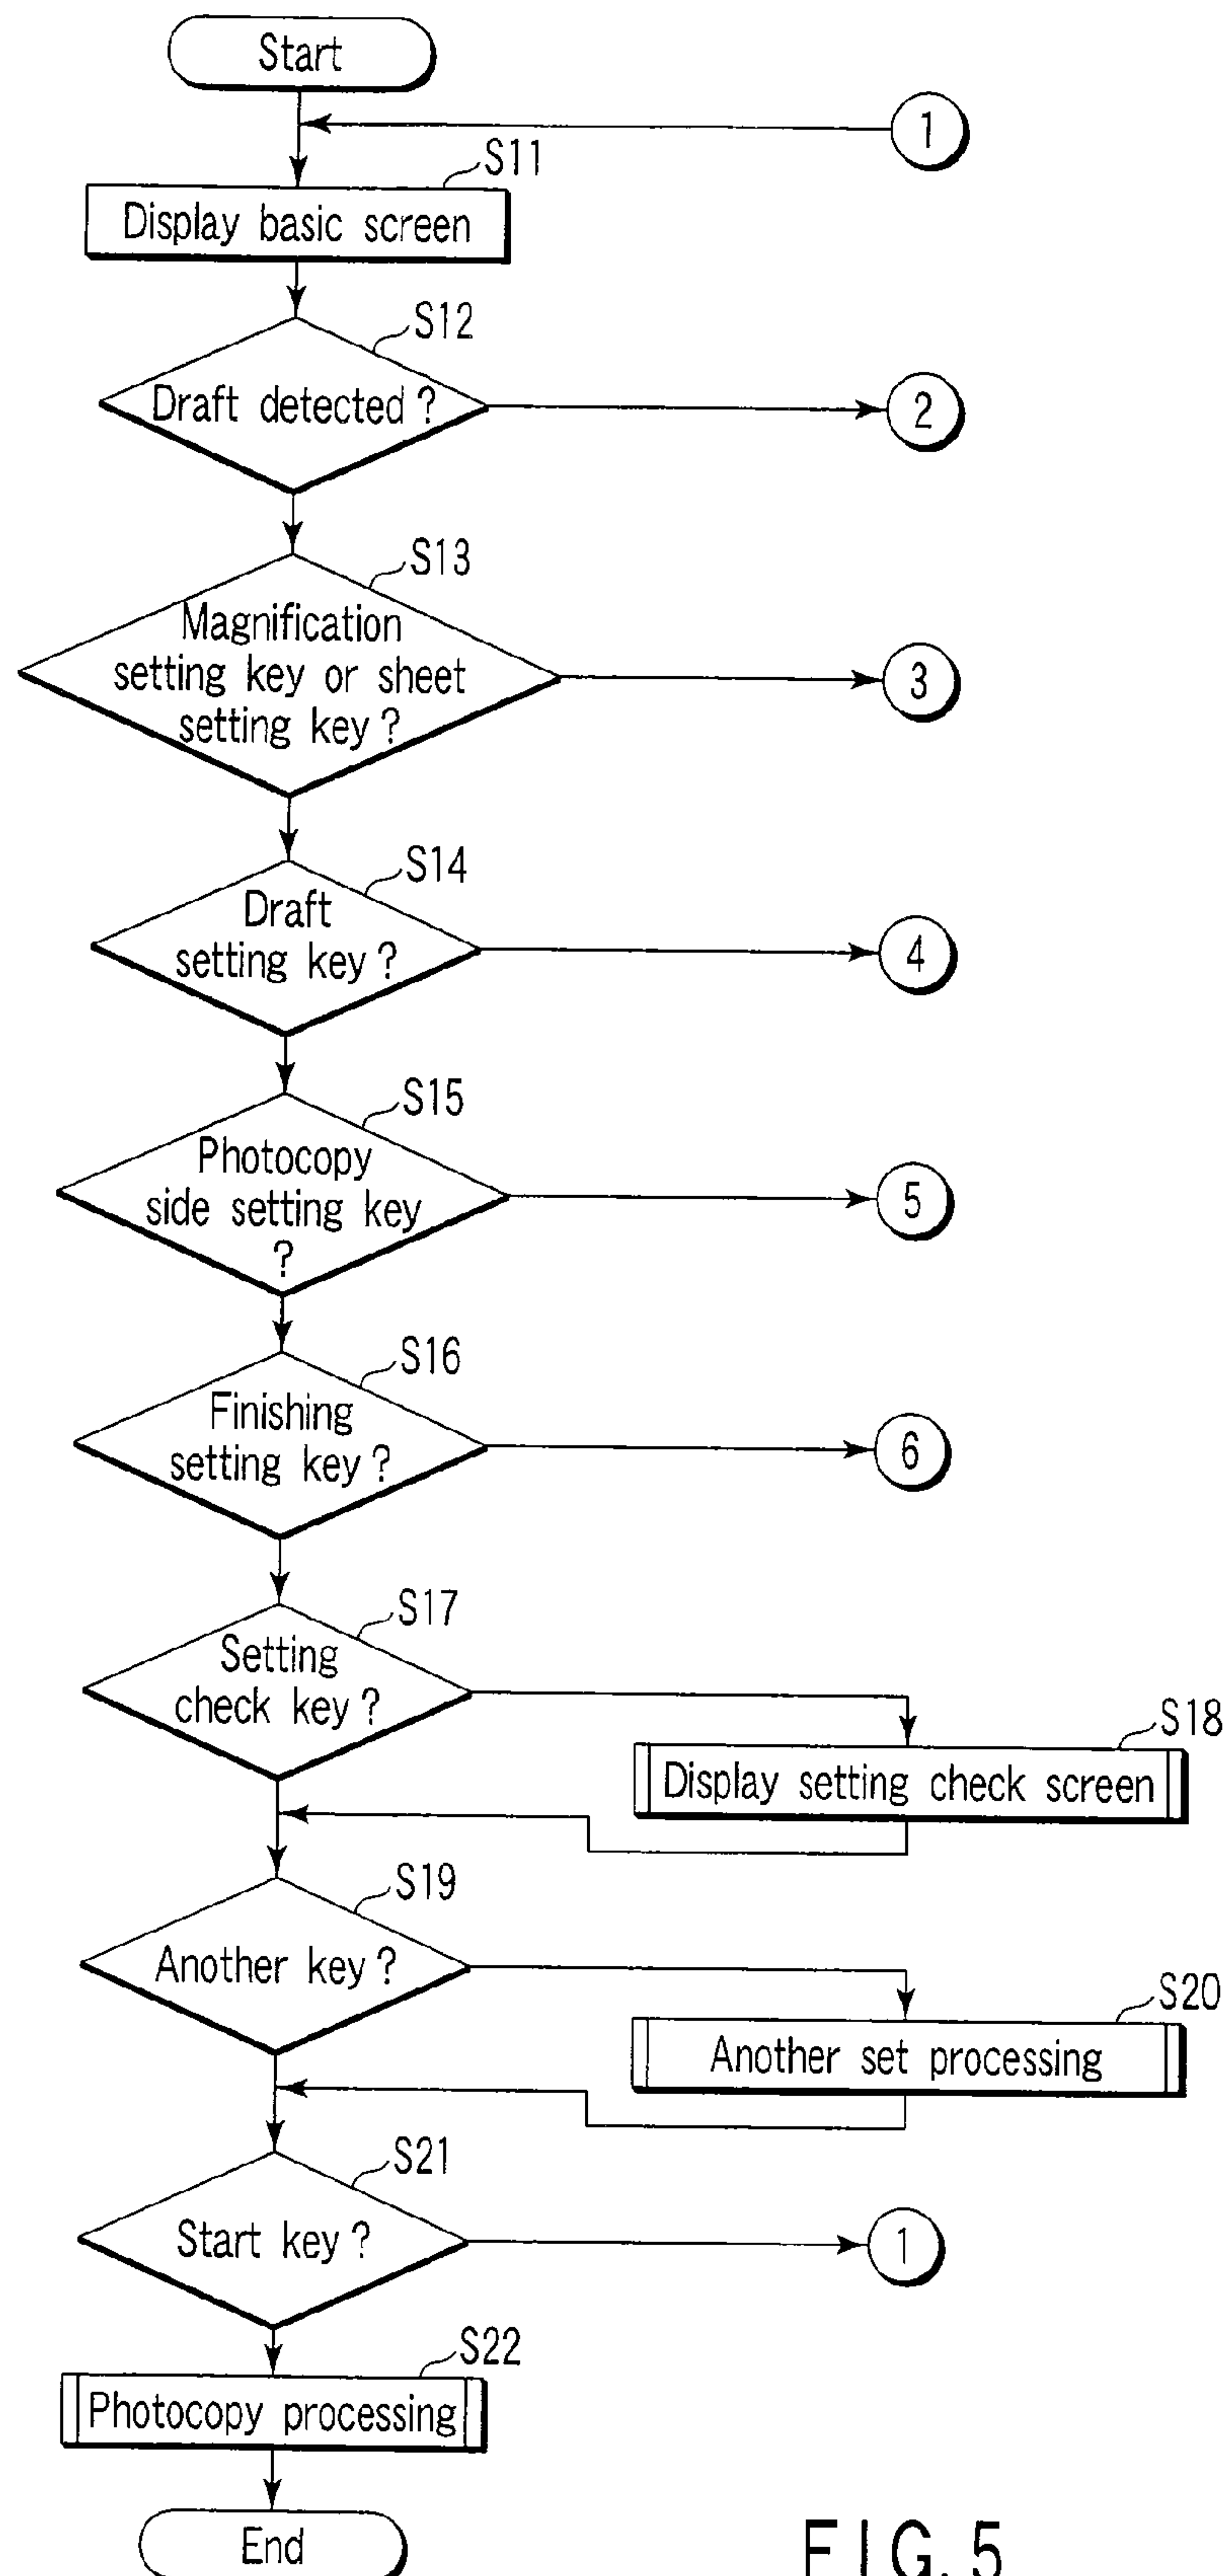 Start
1
S11
Display basic screen
S12
Draft detected?
2
S13
Magnification
setting key or sheet
setting key?
3
S14
Draft
setting key?
4
S15
Photocopy
side setting key
?
5
S16
Finishing
setting key?
6
S17
Setting
check key?
S18
Display setting check screen
S19
Another key?
S20
Another set processing
S21
Start key?
1
S22
Photocopy processing
End
FIG. 5